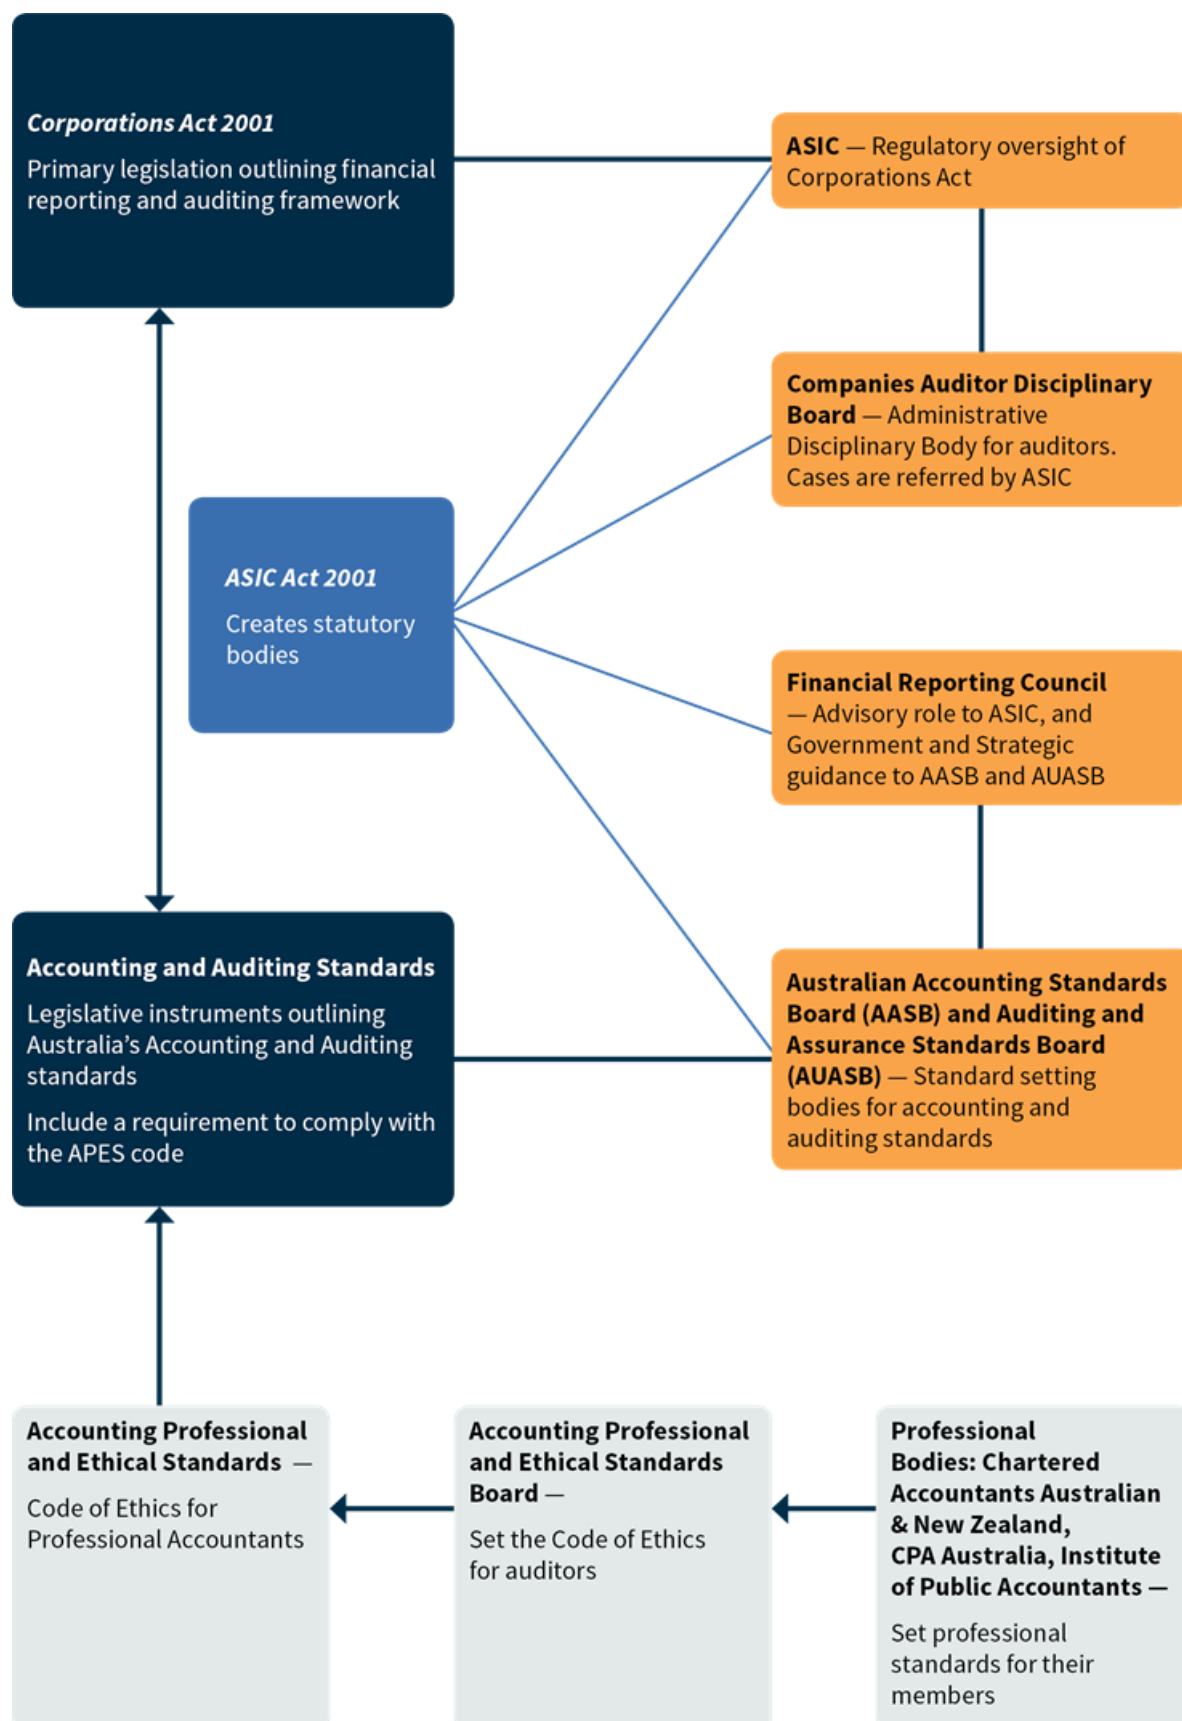 Corporations Act 2001
Primary legislation outlining financial
reporting and auditing framework
ASIC — Regulatory oversight of
Corporations Act
Companies Auditor Disciplinary
Board — Administrative
Disciplinary Body for auditors.
Cases are referred by ASIC
ASIC Act 2001
Creates statutory
bodies
Financial Reporting Council
— Advisory role to ASIC, and
Government and Strategic
guidance to AASB and AUASB
Accounting and Auditing Standards
Legislative instruments outlining
Australia’s Accounting and Auditing
standards
Include a requirement to comply with
the APES code
Australian Accounting Standards
Board (AASB) and Auditing and
Assurance Standards Board
(AUASB) — Standard setting
bodies for accounting and
auditing standards
Accounting Professional
and Ethical Standards —
Code of Ethics for
Professional Accountants
Accounting Professional
and Ethical Standards
Board —
Set the Code of Ethics
for auditors
Professional
Bodies: Chartered
Accountants Australian
& New Zealand,
CPA Australia, Institute
of Public Accountants —
Set professional
standards for their
members